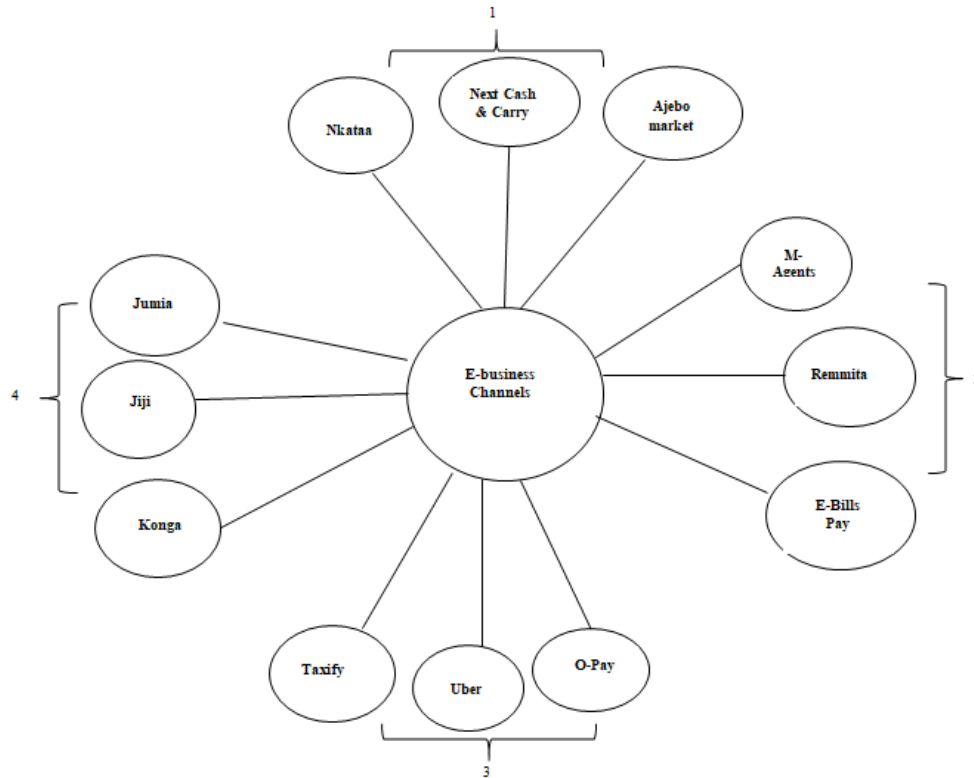 1
Nkataa
Next Cash
& Carry
Ajebo
market
M-
Agents
Remmita
E-Bills
Pay
E-business
Channels
Jumia
Jiji
Konga
4
Taxify
Uber
O-Pay
3